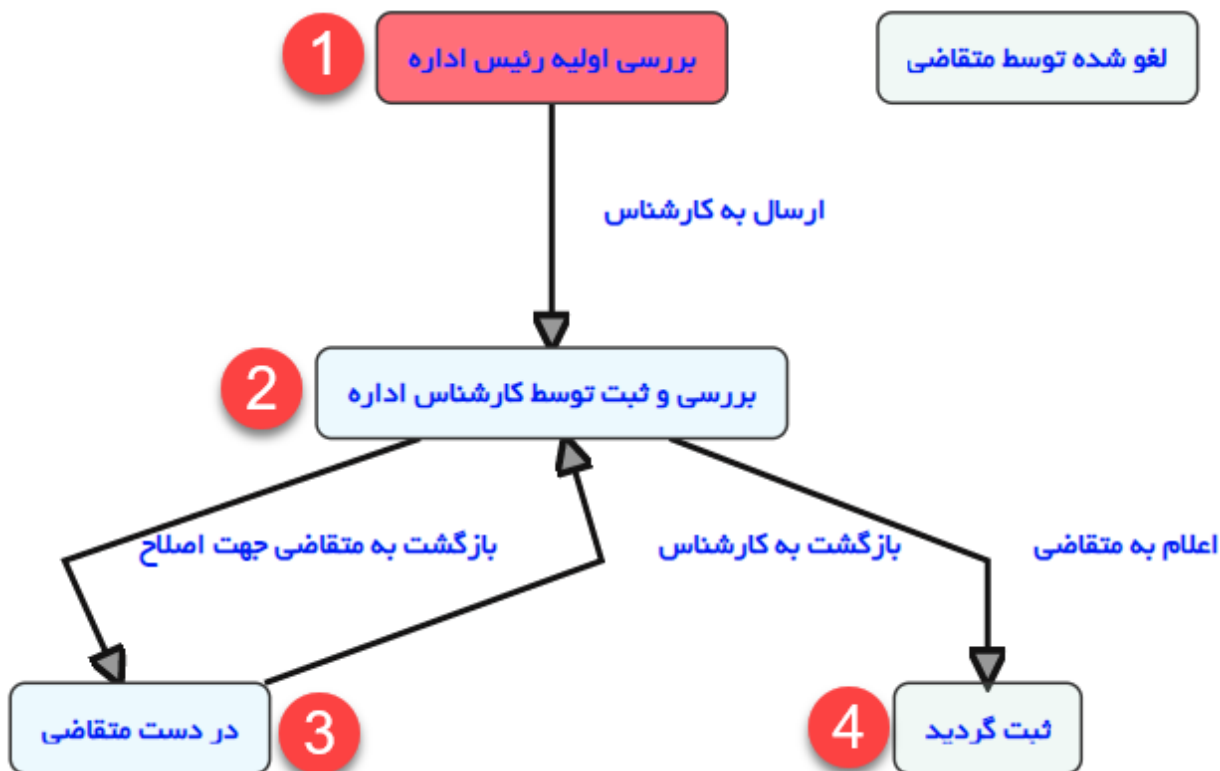 1
بررسی اولیه رئیس اداره
لغو شده توسط متقاضی
ارسال به کارشناس
2
بررسی و ثبت توسط کارشناس اداره
بازگشت به متقاضی جهت اصلاح
بازگشت به کارشناس
اعلام به متقاضی
در دست متقاضی
3
4
ثبت گردید